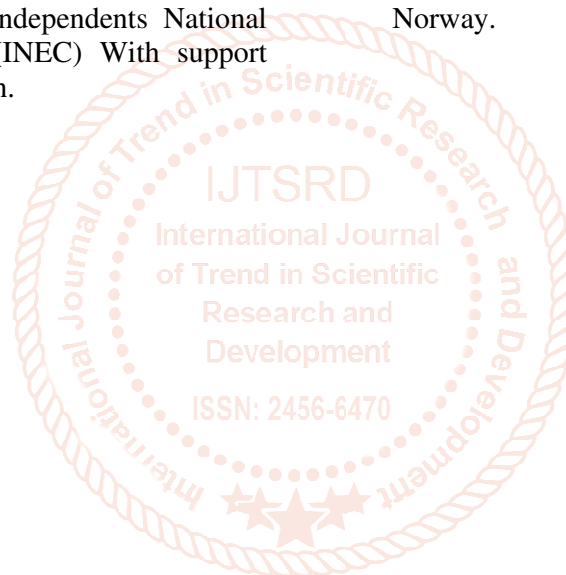 ndependents National
INEC) With support
n.
Norway.
International Journal of Trend in Scientific Research and Development
IJTSRD
International Journal
of Trend in Scientific
Research and
Development
ISSN: 2456-6470